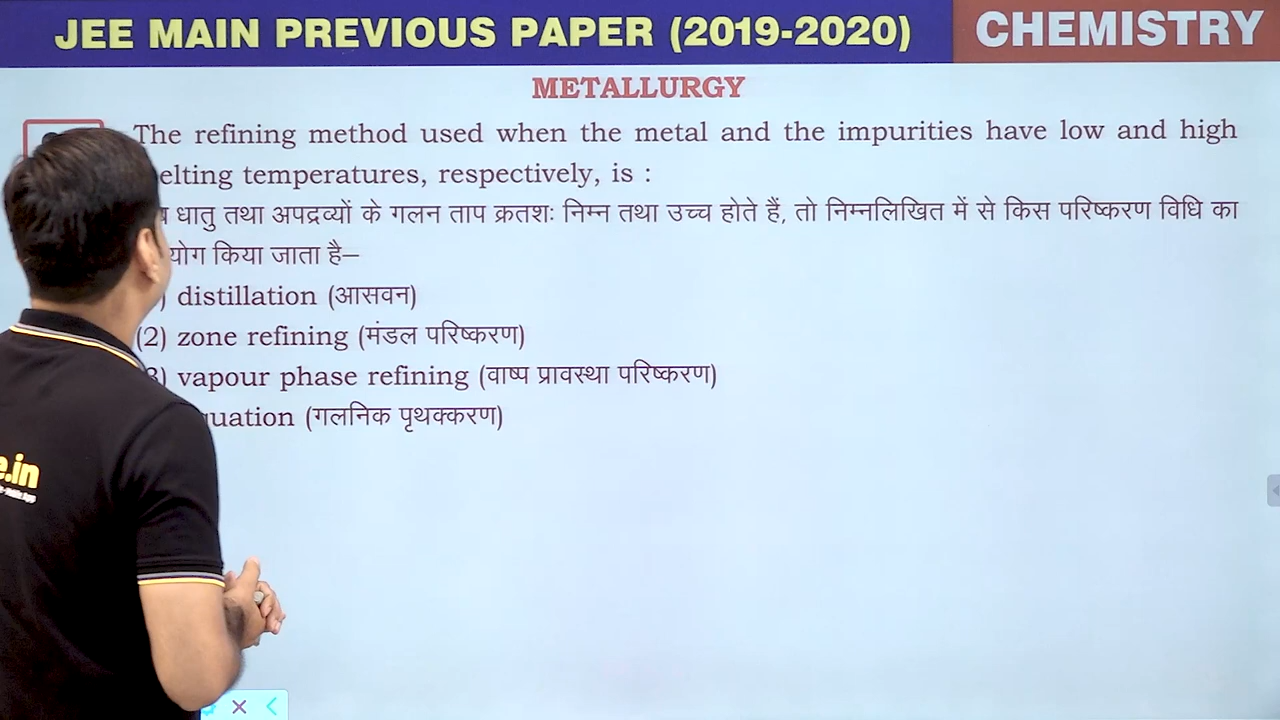 JEE MAIN PREVIOUS PAPER (2019-2020)
CHEMISTRY
METALLURGY
The refining method used when the metal and the impurities have low and high
elting temperatures, respectively, is :
धातु तथा अपद्रव्यों के गलन ताप क्रतशः निम्न तथा उच्च होते हैं, तो निम्नलिखित में से किस परिष्करण विधि का
योग किया जाता है–
) distillation (आसवन)
(2) zone refining (मंडल परिष्करण)
3) vapour phase refining (वाष्प प्रावस्था परिष्करण)
uation (गलनिक पृथक्करण)
e.in